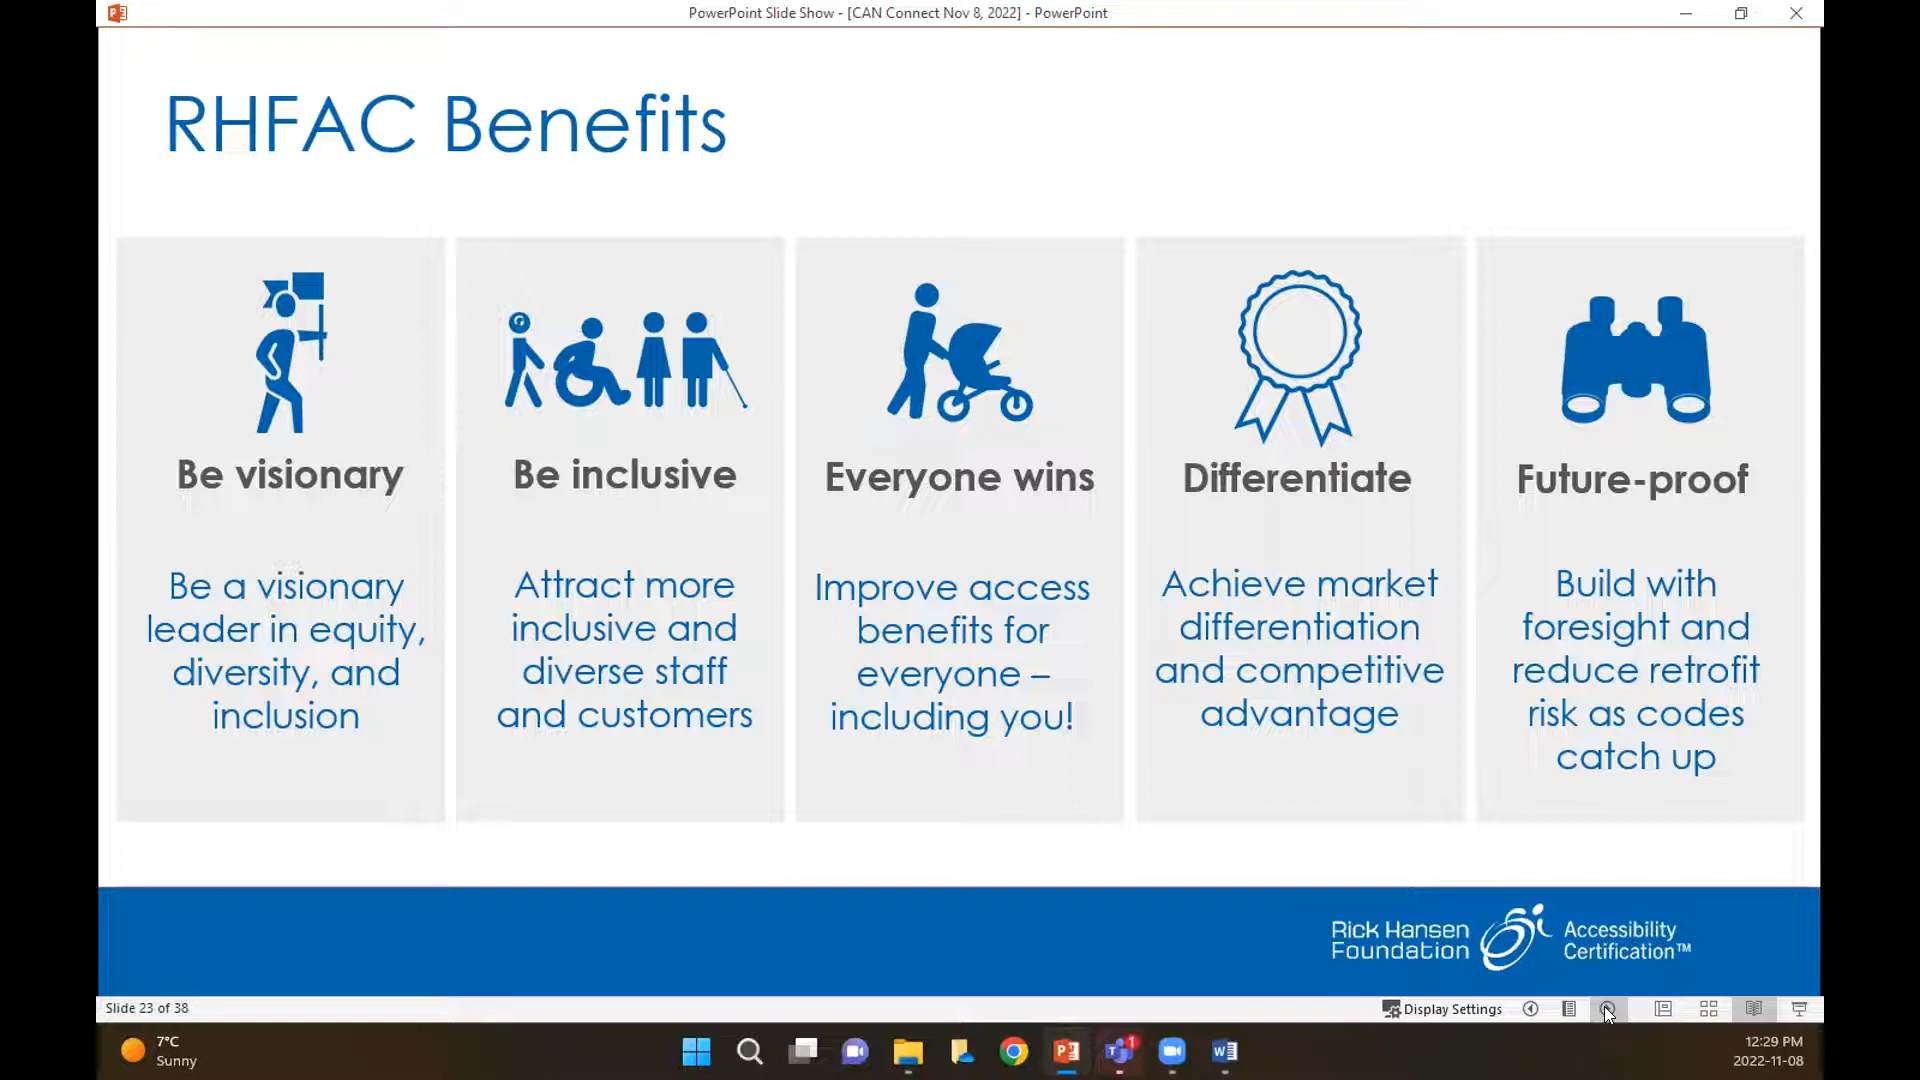 PowerPoint Slide Show - [CAN Connect Nov 8, 2022] - PowerPoint
RHFAC Benefits
Be visionary
Be a visionary
leader in equity,
diversity, and
inclusion
Be inclusive
Attract more
inclusive and
diverse staff
and customers
Everyone wins
Improve access
benefits for
everyone –
including you!
Differentiate
Achieve market
differentiation
and competitive
advantage
Future-proof
Build with
foresight and
reduce retrofit
risk as codes
catch up
Rick Hansen
Foundation
Accessibility
Certification™
Slide 23 of 38
Display Settings
7°C
Sunny
1
12:29 PM
2022-11-08